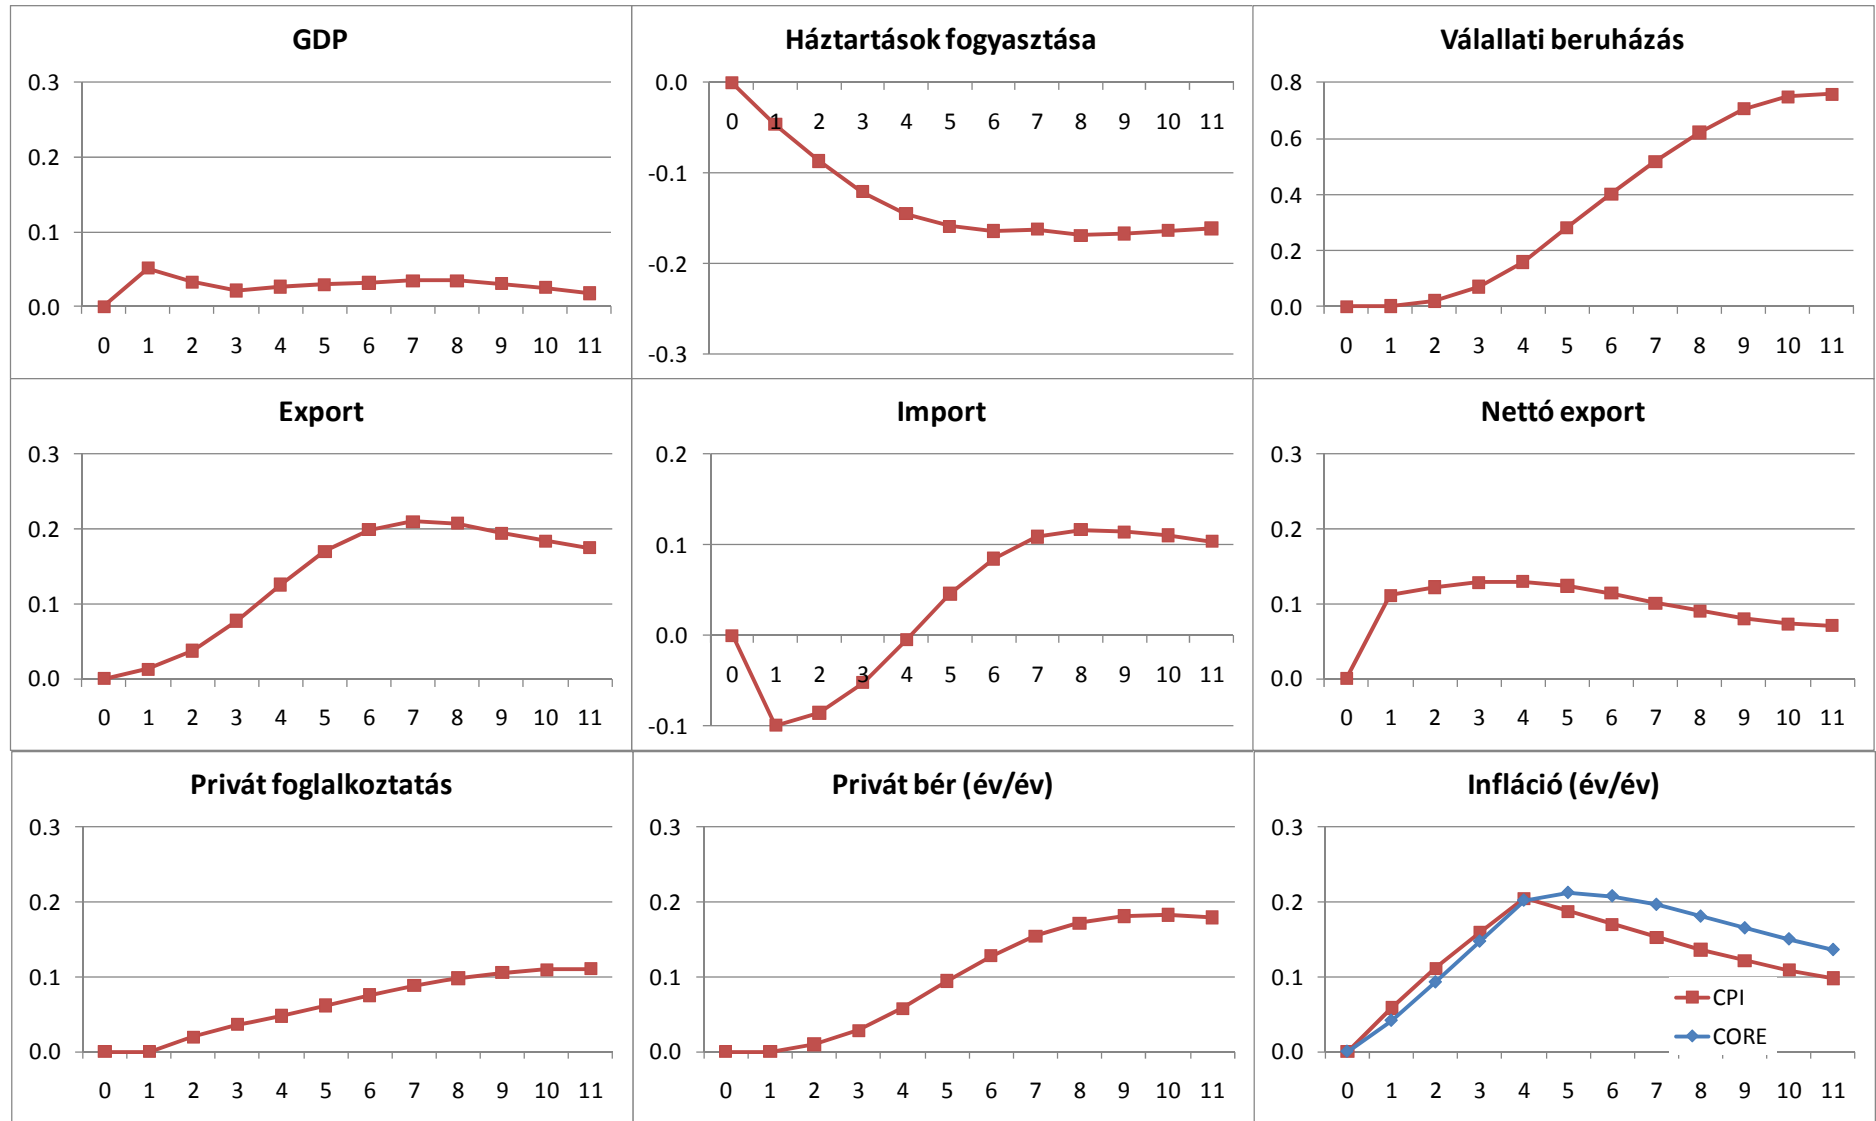 GDP
0.3
0.2
0.1
0.0
0 1 2 3 4 5 6 7 8 9 10 11
Háztartások fogyasztása
0.0
-0.1
-0.2
-0.3
0 1 2 3 4 5 6 7 8 9 10 11
Válallati beruházás
0.8
0.6
0.4
0.2
0.0
0 1 2 3 4 5 6 7 8 9 10 11
Export
0.3
0.2
0.1
0.0
0 1 2 3 4 5 6 7 8 9 10 11
Import
0.2
0.1
0.0
-0.1
0 1 2 3 4 5 6 7 8 9 10 11
Nettó export
0.3
0.2
0.1
0.0
0 1 2 3 4 5 6 7 8 9 10 11
Privát foglalkoztatás
0.3
0.2
0.1
0.0
0 1 2 3 4 5 6 7 8 9 10 11
Privát bér (év/év)
0.3
0.2
0.1
0.0
0 1 2 3 4 5 6 7 8 9 10 11
Infláció (év/év)
0.3
0.2
0.1
0.0
CPI
CORE
0 1 2 3 4 5 6 7 8 9 10 11